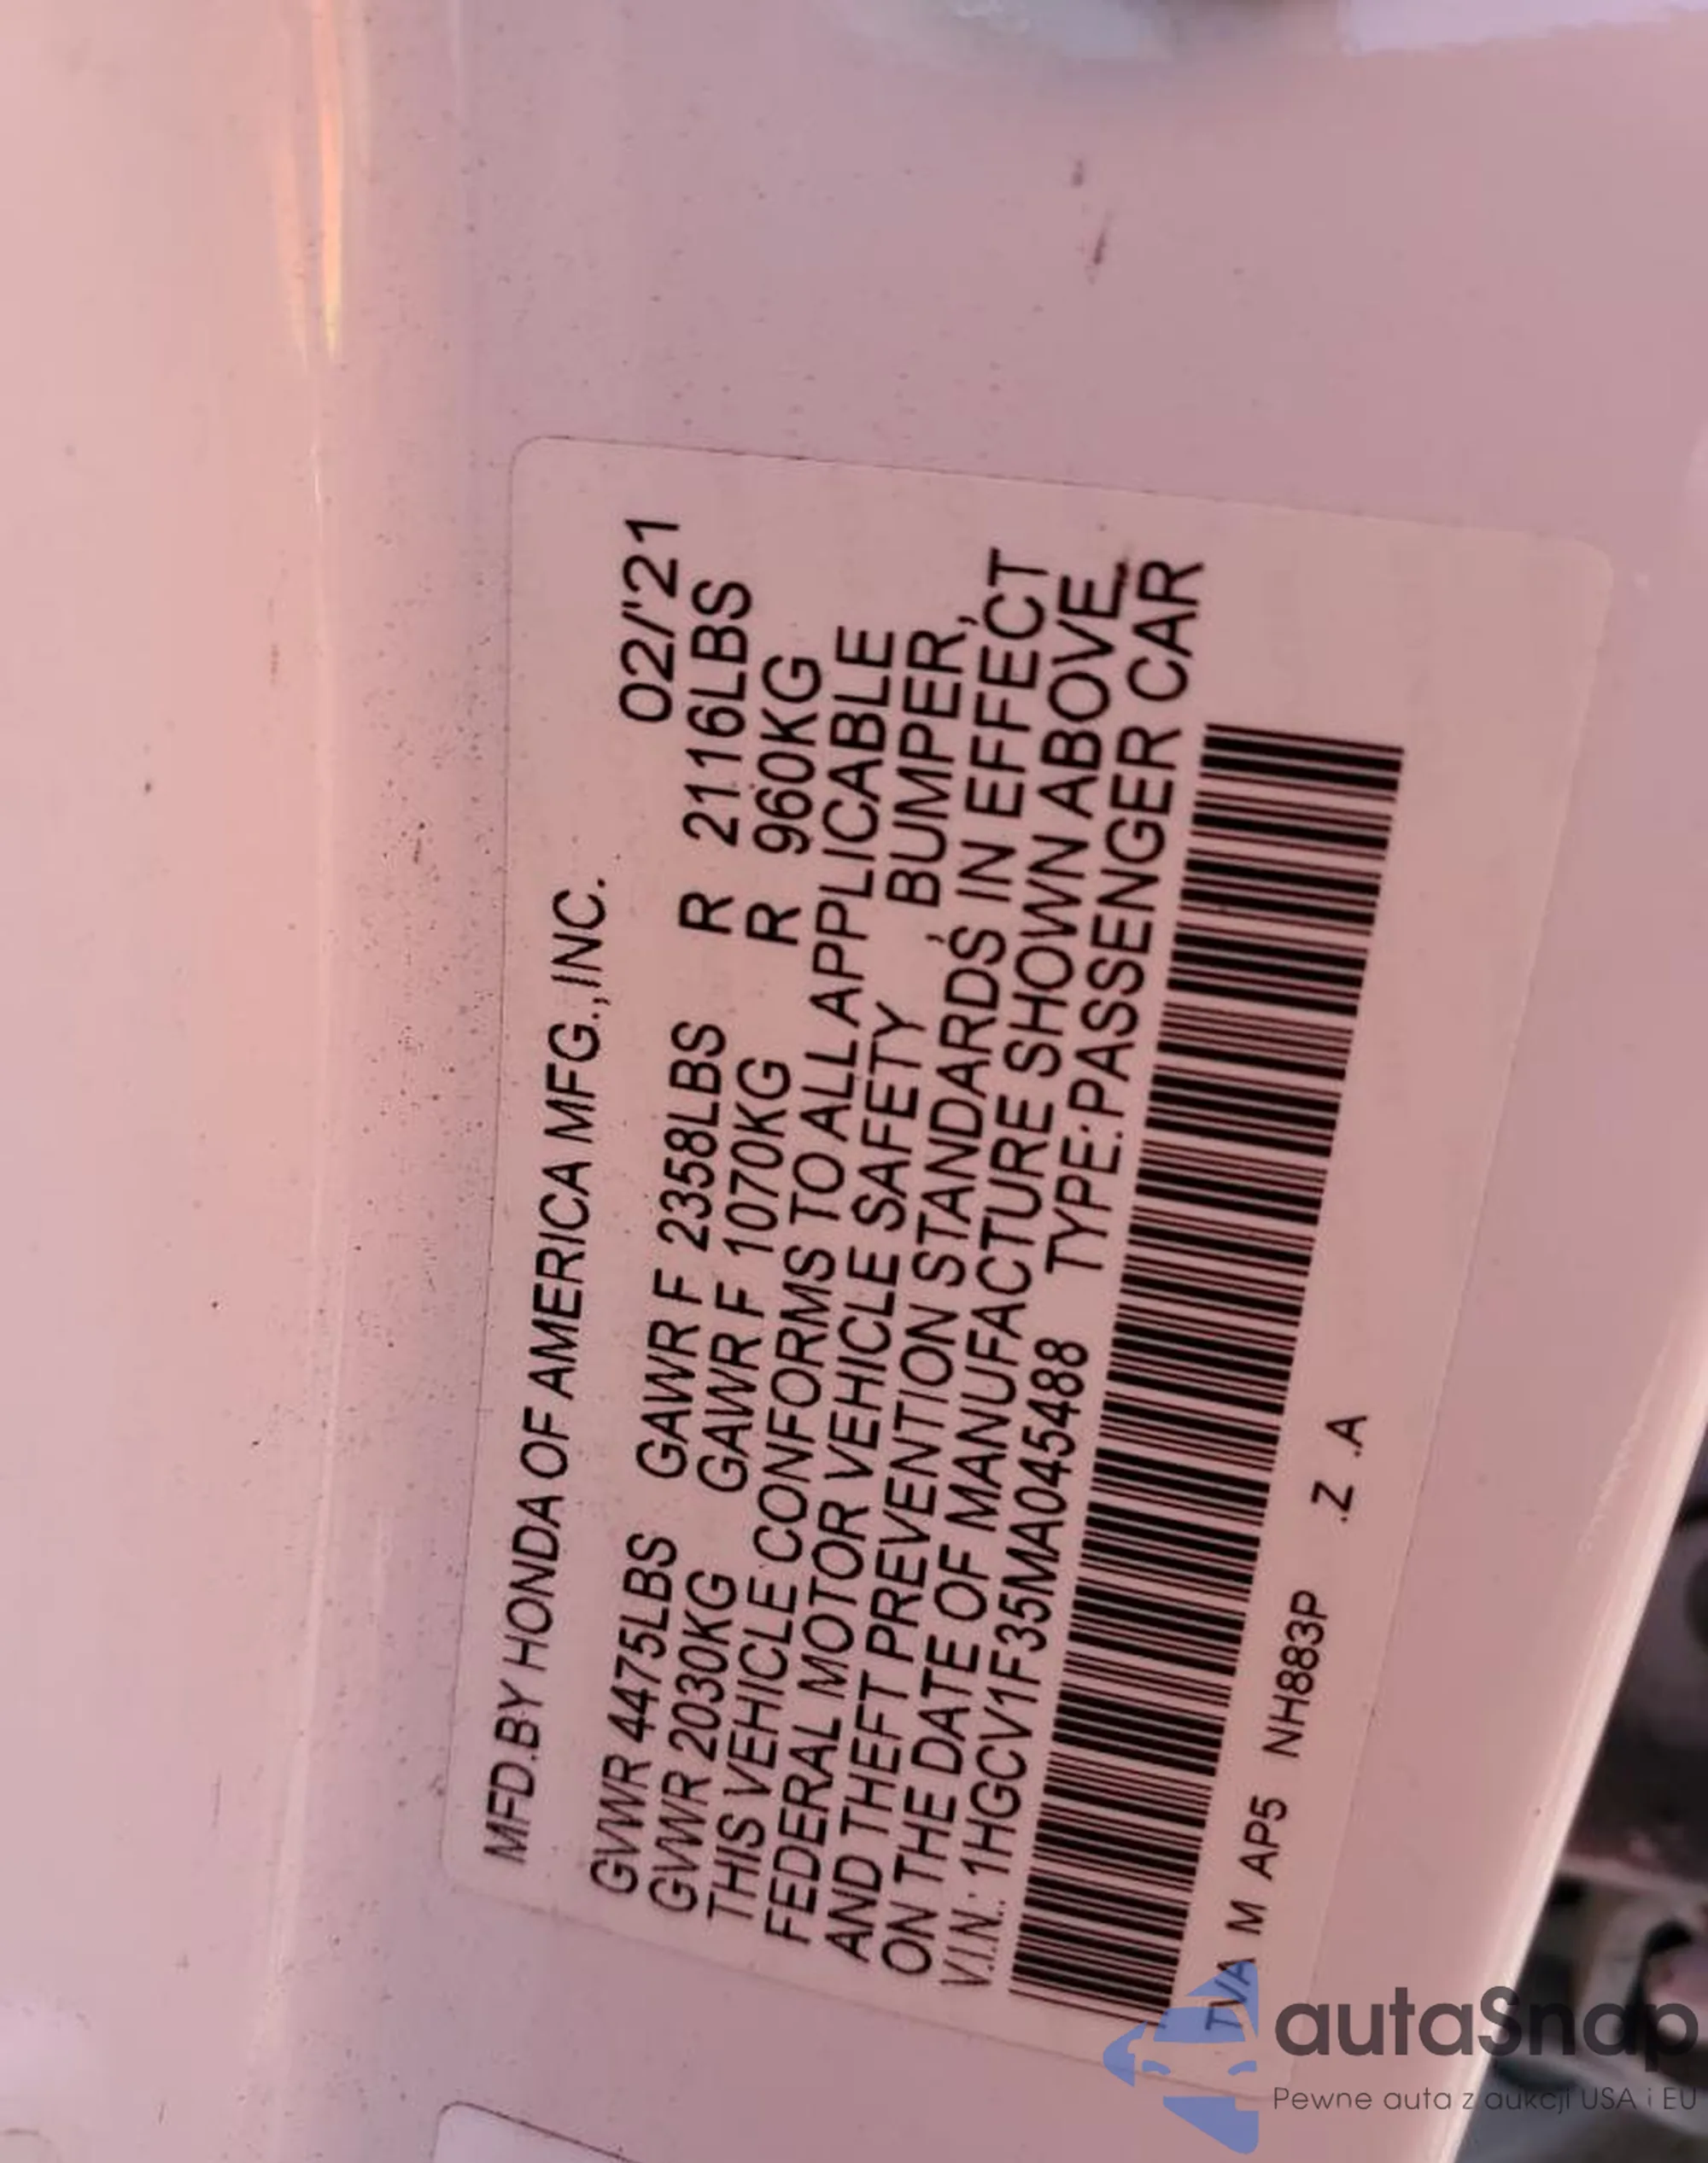 MFD.BY HONDA OF AMERICA MFG.,INC.
02/'21
GVWR 4475LBS GAWR F 2358LBS R 2116LBS
GVWR 2030KG GAWR F 1070KG R 960KG
THIS VEHICLE CONFORMS TO ALL APPLICABLE
FEDERAL MOTOR VEHICLE SAFETY , BUMPER,
AND THEFT PREVENTION STANDARDS, IN EFFECT
ON THE DATE OF MANUFACTURE SHOWN ABOVE.
V.I.N.: 1HGCV1F35MA045488 TYPE:PASSENGER CAR
TVA M AP5 NH883P .Z .A
autaSnap
Pewne auta z aukcji USA i EU